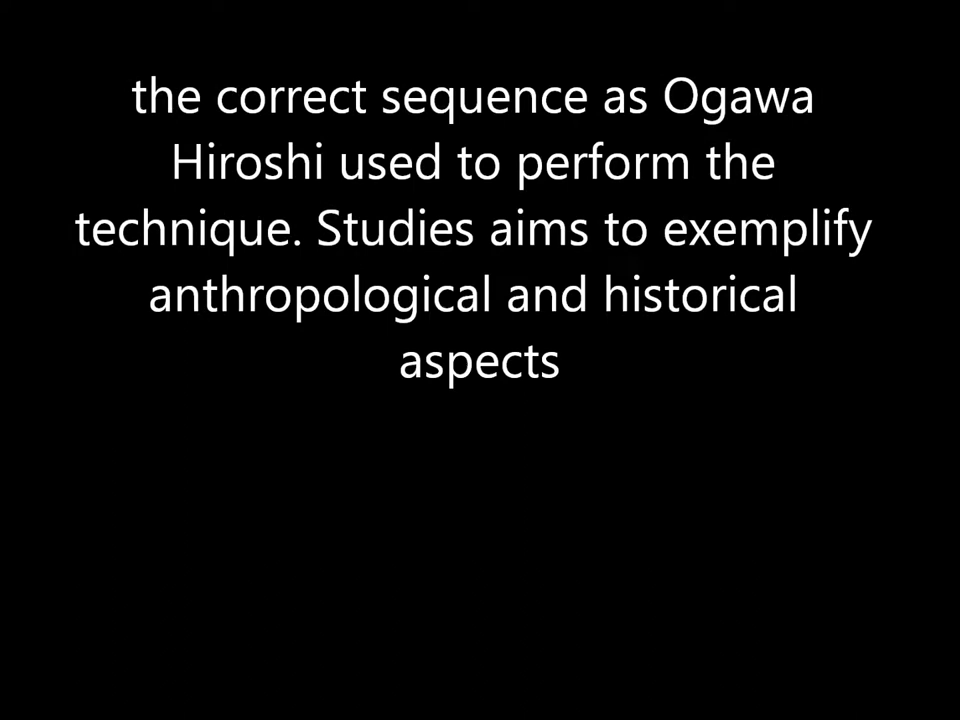 the correct sequence as Ogawa
Hiroshi used to perform the
technique. Studies aims to exemplify
anthropological and historical
aspects